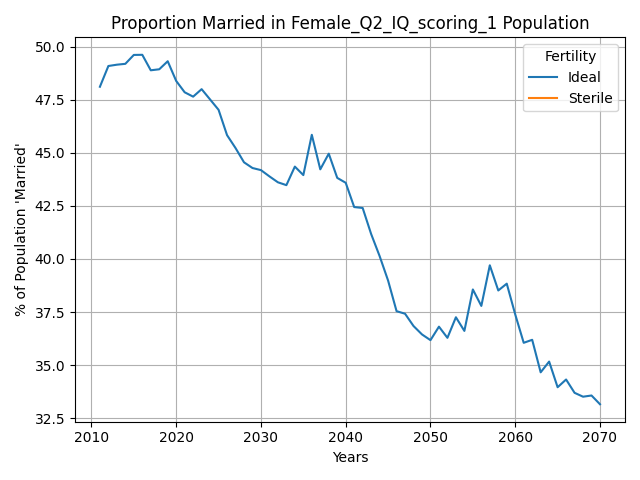 Proportion Married in Female_Q2_IQ_scoring_1 Population
Fertility
Ideal
Sterile
% of Population 'Married'
50.0
47.5
45.0
42.5
40.0
37.5
35.0
32.5
2010 2020 2030 2040 2050 2060 2070
Years